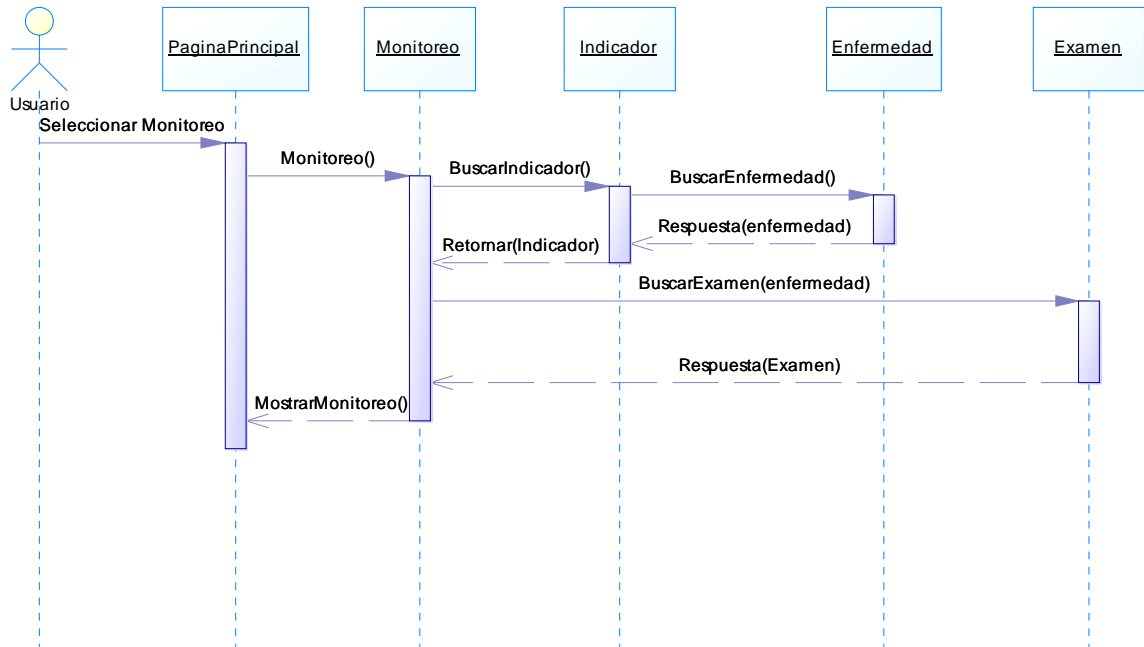 PaginaPrincipal
Monitoreo
Indicador
Enfermedad
Examen
Usuario
Seleccionar Monitoreo
Monitoreo()
BuscarIndicador()
BuscarEnfermedad()
Respuesta(enfermedad)
Retornar(Indicador)
BuscarExamen(enfermedad)
Respuesta(Examen)
MostrarMonitoreo()